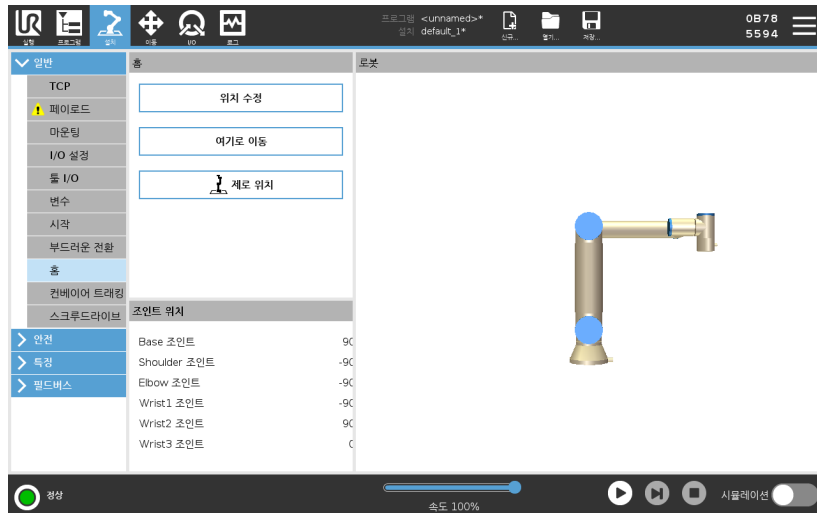 UR
실행
프로그램
설치
이동
I/O
로그
프로그램 <unnamed>*
설치 default_1*
신규...
열기...
저장...
0B78
5594
일반
TCP
페이로드
마운팅
I/O 설정
툴 I/O
변수
시작
부드러운 전환
홈
컨베이어 트래킹
스크루드라이브
안전
특징
필드버스
홈
위치 수정
여기로 이동
제로 위치
조인트 위치
Base 조인트 90
Shoulder 조인트 -90
Elbow 조인트 -90
Wrist1 조인트 -90
Wrist2 조인트 90
Wrist3 조인트 0
로봇
정상
속도 100%
시뮬레이션